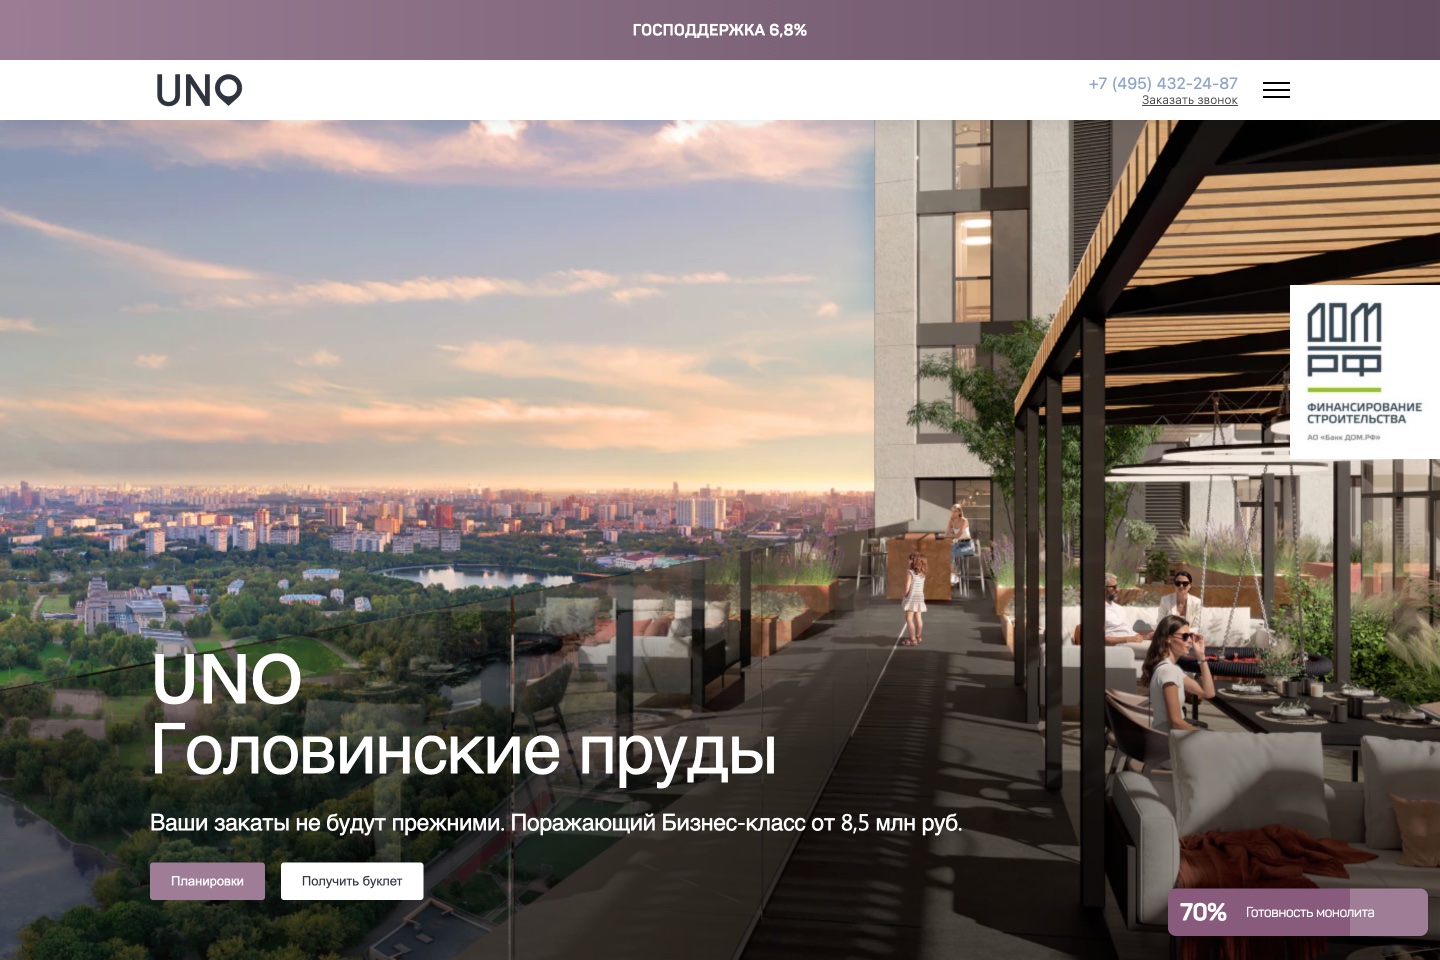 ГОСПОДДЕРЖКА 6,8%
UNO
+7 (495) 432-24-87
Заказать звонок
ДОМ
РФ
ФИНАНСИРОВАНИЕ
СТРОИТЕЛЬСТВА
АО «Банк ДОМ.РФ»
UNO
Головинские пруды
Ваши закаты не будут прежними. Поражающий Бизнес-класс от 8,5 млн руб.
Планировки
Получить буклет
70% Готовность монолита